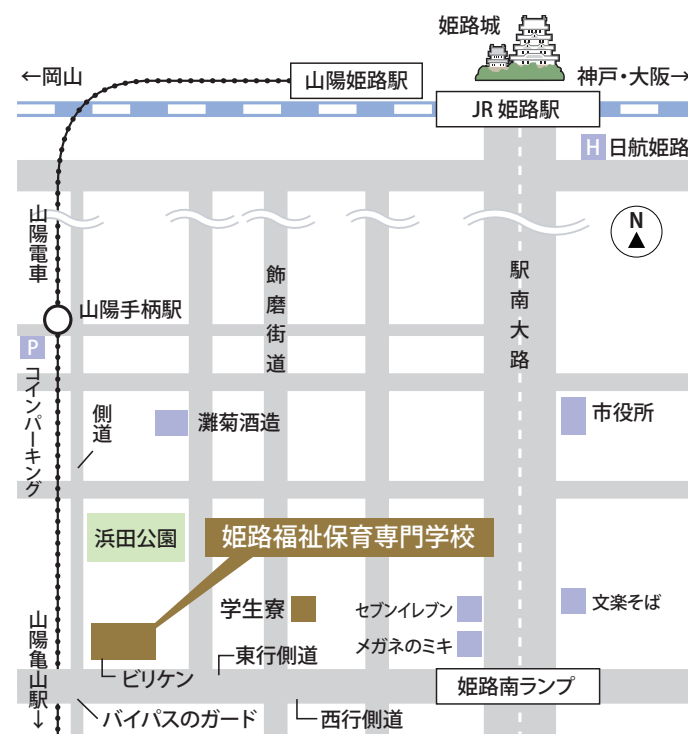 姫路城
←岡山
山陽姫路駅
神戸・大阪→
JR 姫路駅
H 日航姫路
山陽電車
N
飾磨街道
駅南大路
山陽手柄駅
P
コインパーキング
側道
灘菊酒造
市役所
浜田公園
姫路福祉保育専門学校
学生寮
セブンイレブン
文楽そば
メガネのミキ
山陽亀山駅→
東行側道
ビリケン
姫路南ランプ
バイパスのガード
西行側道